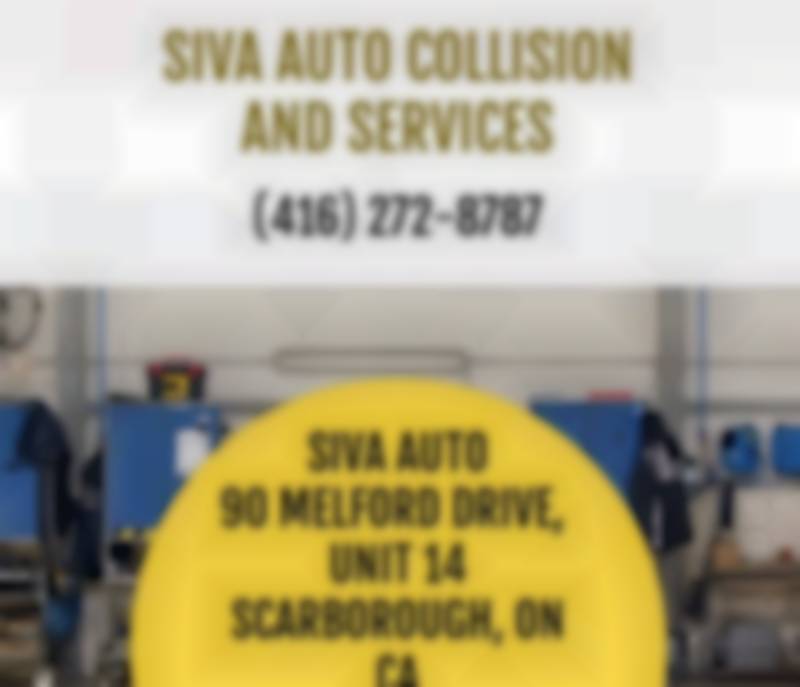 SIVA AUTO COLLISION
AND SERVICES
(416) 272-8787
SIVA AUTO
90 MELFORD DRIVE,
UNIT 14
SCARBOROUGH, ON
CA